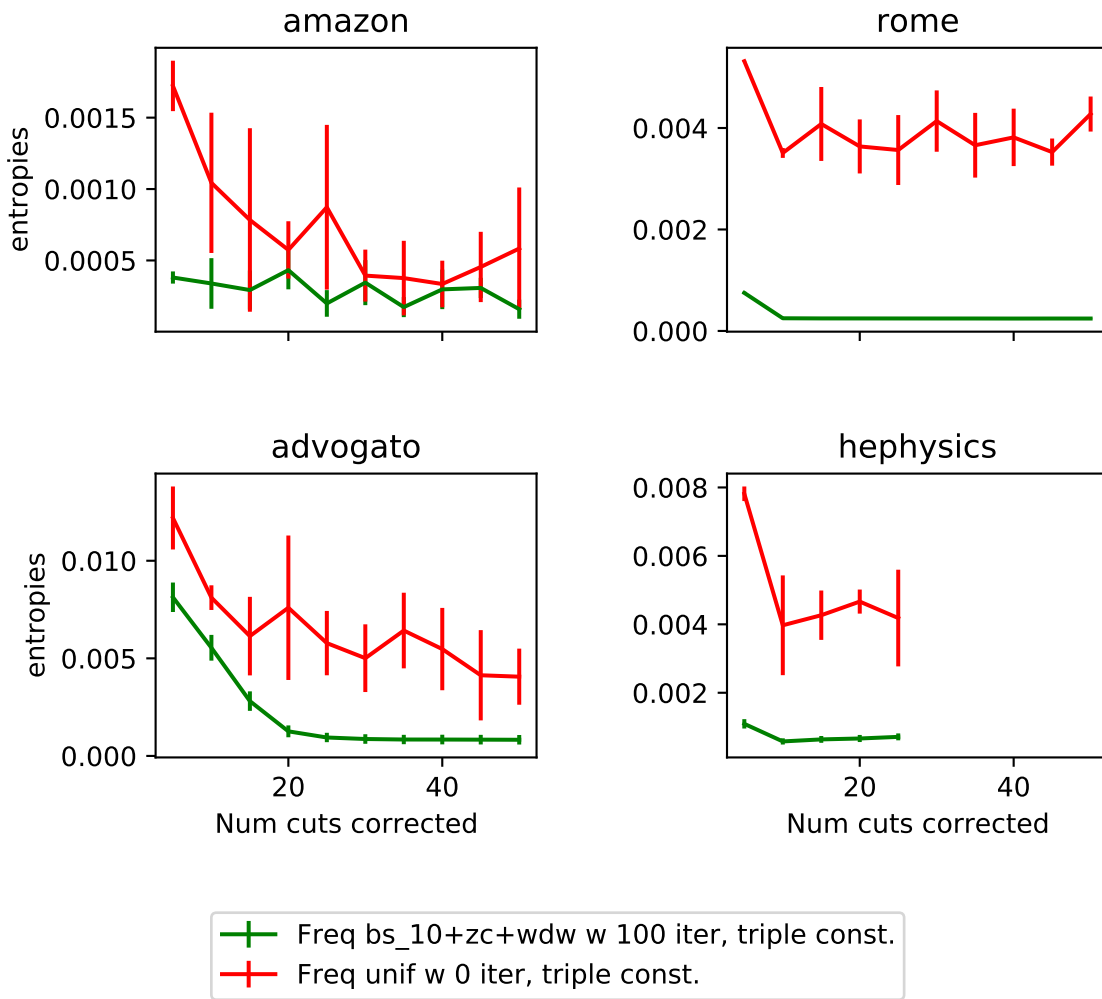 amazon
rome
entropies
0.0015
0.0010
0.0005
0.004
0.002
0.000
advogato
hephysics
entropies
0.010
0.005
0.000
0.008
0.006
0.004
0.002
20
40
20
40
Num cuts corrected
Num cuts corrected
Freq bs_10+zc+wdw w 100 iter, triple const.
Freq unif w 0 iter, triple const.